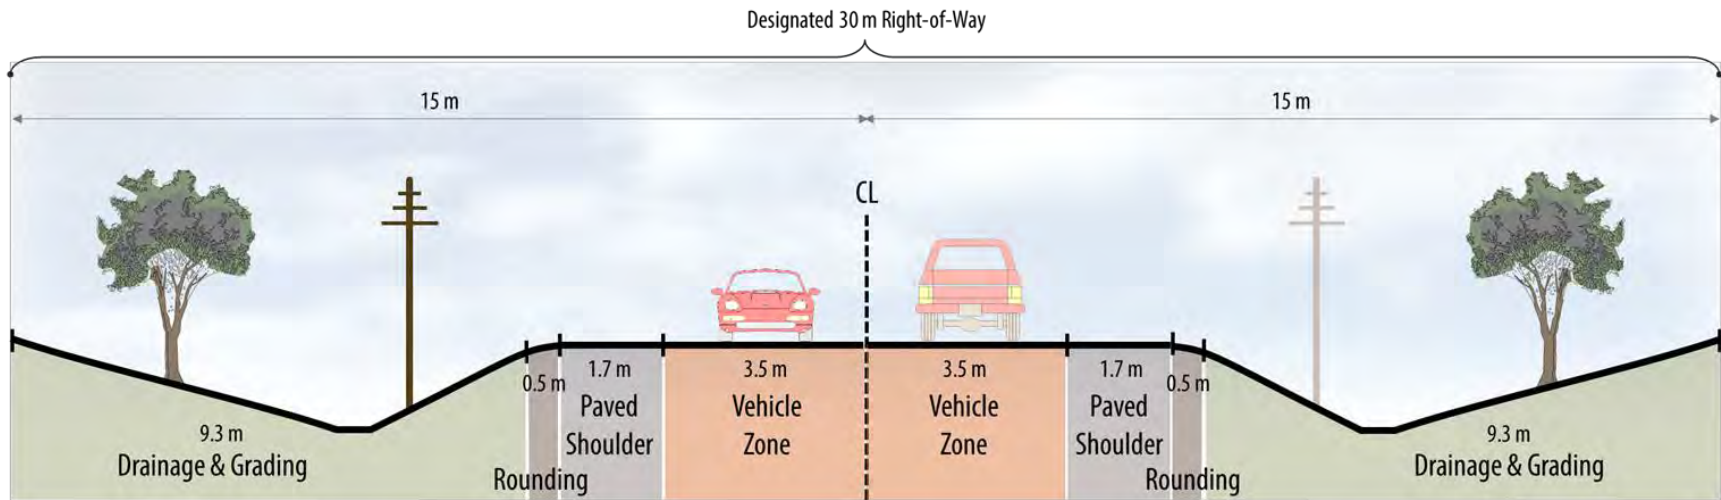 Designated 30 m Right-of-Way
15 m
15 m
CL
0.5 m
1.7 m
Paved
Shoulder
3.5 m
Vehicle
Zone
3.5 m
Vehicle
Zone
1.7 m
Paved
Shoulder
0.5 m
9.3 m
Drainage & Grading
Rounding
Rounding
9.3 m
Drainage & Grading